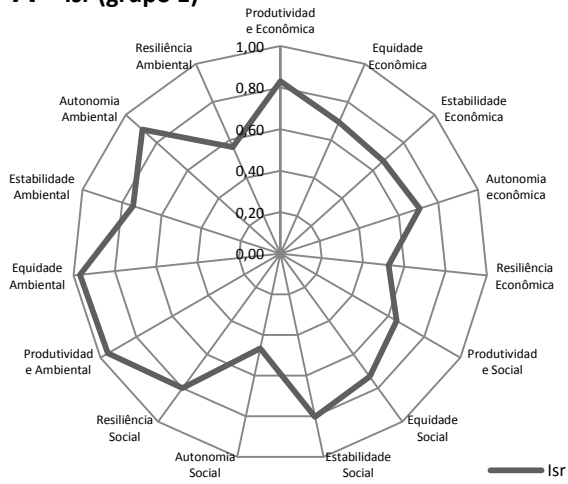 A – Isr (grupo 1)
Produtividad
e Econômica
Equidade
Econômica
Estabilidade
Econômica
Autonomia
econômica
Resiliência
Econômica
Produtividad
e Social
Equidade
Social
Estabilidade
Social
Autonomia
Social
Resiliência
Social
Produtividad
e Ambiental
Equidade
Ambiental
Estabilidade
Ambiental
Autonomia
Ambiental
Resiliência
Ambiental
1,00
0,80
0,60
0,40
0,20
0,00
Isr